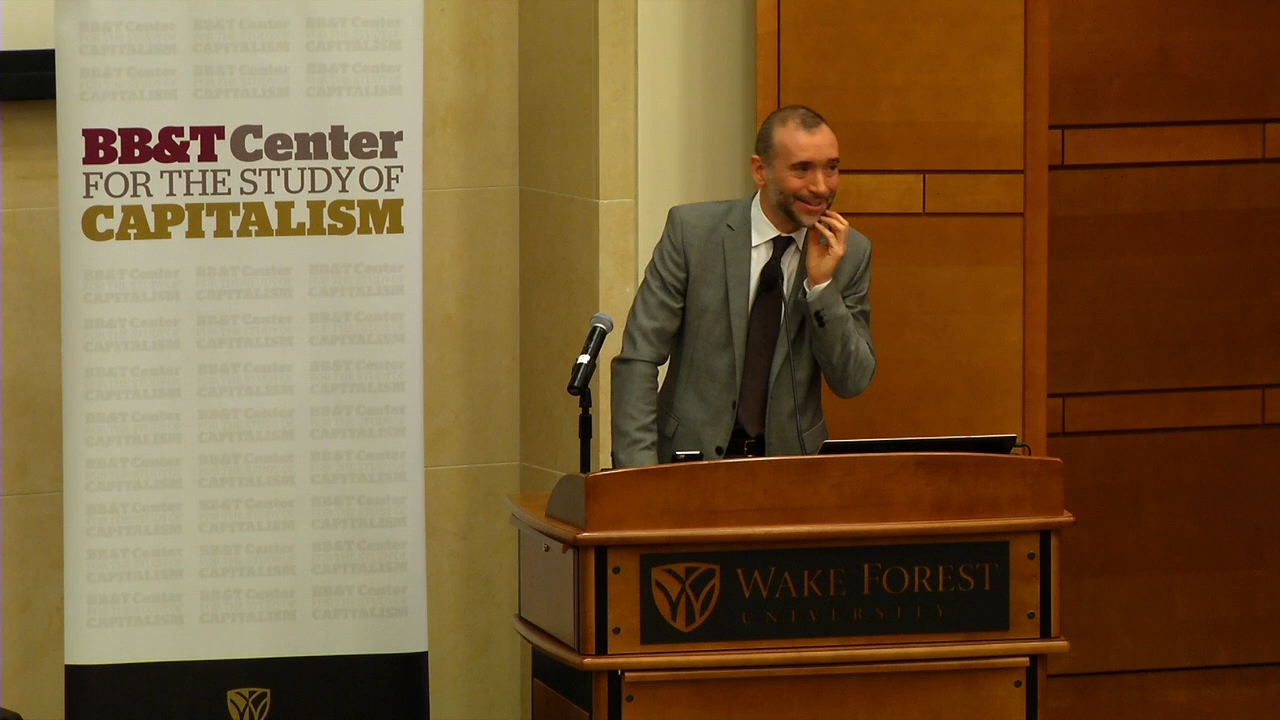 BB&T Center
FOR THE STUDY OF
CAPITALISM
WAKE FOREST
UNIVERSITY